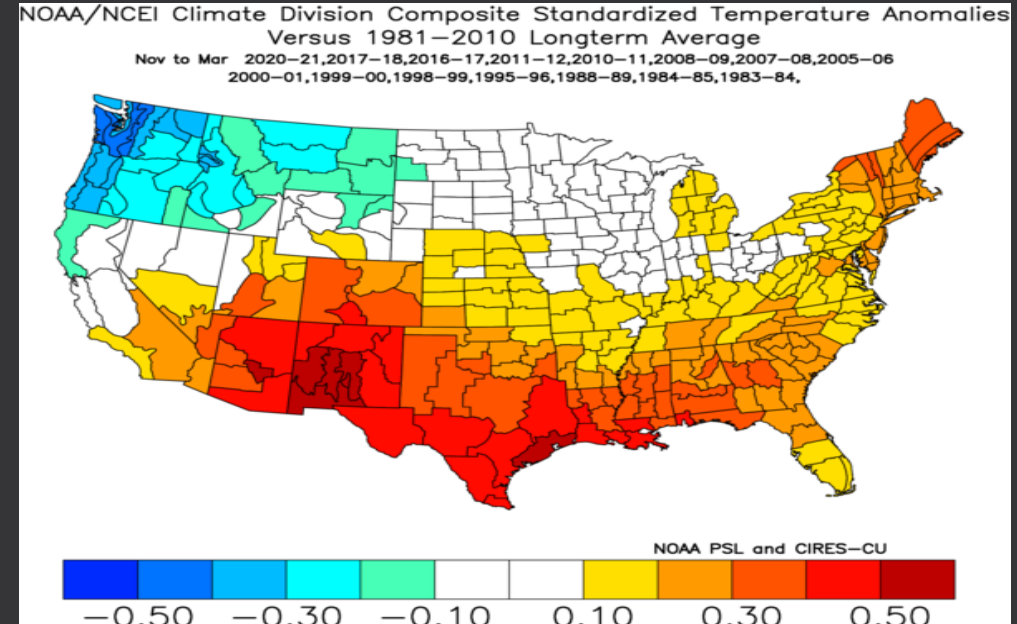 NOAA/NCEI Climate Division Composite Standardized Temperature Anomalies
Versus 1981−2010 Longterm Average
Nov to Mar 2020−21,2017−18,2016−17,2011−12,2010−11,2008−09,2007−08,2005−06
2000−01,1999−00,1998−99,1995−96,1988−89,1984−85,1983−84,
NOAA PSL and CIRES−CU
−0.50 −0.30 −0.10 0.10 0.30 0.50